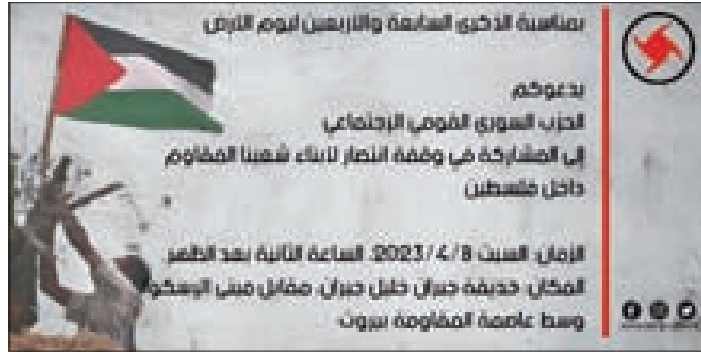 بمناسبة الذكرى السابعة والاربعين ليوم الارض
يدعوكم
الحزب السوري القومي الاجتماعي
إلى المشاركة في وقفة انتصار لأبناء شعبنا المقاوم
داخل فلسطين
الزمان: السبت 2023/4/8، الساعة الثانية بعد الظهر
المكان: حديقة جبران خليل جبران، مقابل مبنى الإسكوا،
وسط عاصمة المقاومة بيروت